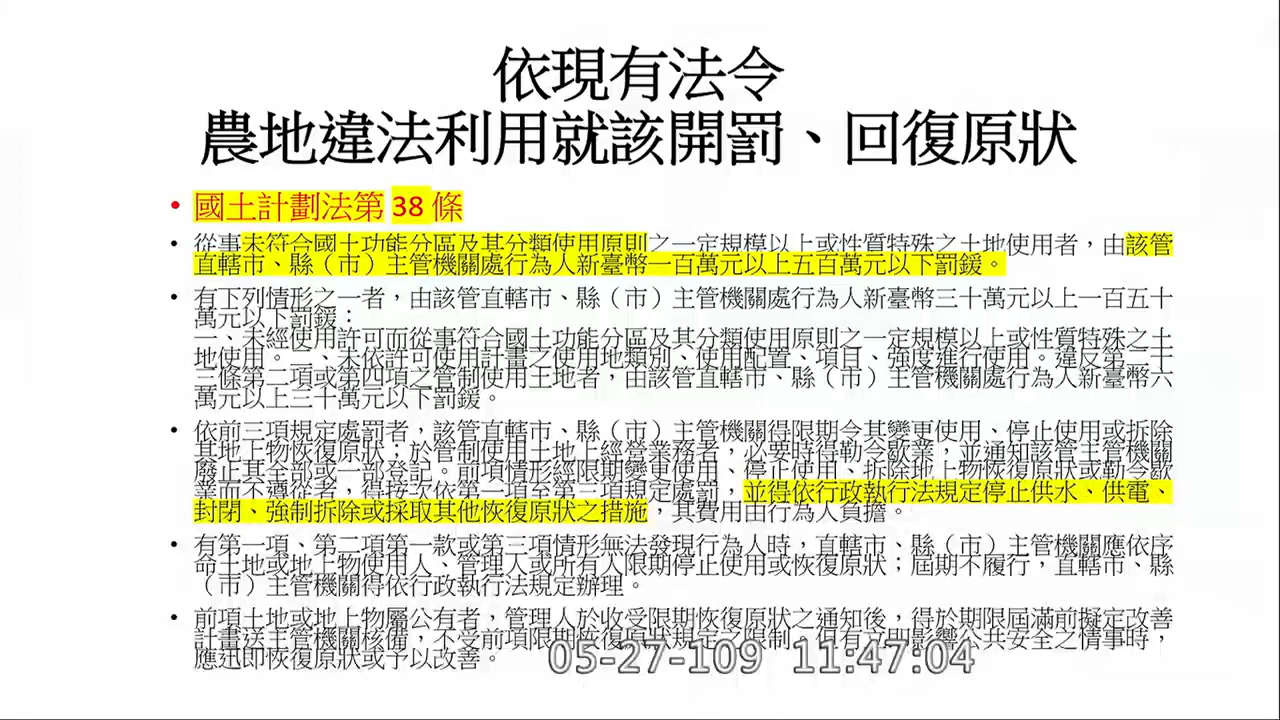 依現有法令
農地違法利用就該開罰、回復原狀
• 國土計劃法第 38 條
• 從事未符合國土功能分區及其分類使用原則之一定規模以上或性質特殊之土地使用者，由該管
直轄市、縣（市）主管機關處行為人新臺幣一百萬元以上五百萬元以下罰鍰。
• 有下列情形之一者，由該管直轄市、縣（市）主管機關處行為人新臺幣三十萬元以上一百五十
萬元以下罰鍰：
一、未經使用許可而從事符合國土功能分區及其分類使用原則之一定規模以上或性質特殊之土
地使用。二、未依許可使用計畫之使用地類別、使用配置、項目、強度進行使用。違反第二十
三條第二項或第四項之管制使用土地者，由該管直轄市、縣（市）主管機關處行為人新臺幣六
萬元以上三十萬元以下罰鍰。
• 依前三項規定處罰者，該管直轄市、縣（市）主管機關得限期令其變更使用、停止使用或拆除
其地上物恢復原狀；於管制使用土地上經營業務者，必要時得勒令歇業，並通知該管主管機關
廢止其全部或一部登記。前項情形經限期變更使用、停止使用、拆除地上物恢復原狀或勒令歇
業而不遵從者，得按次依第一項至第三項規定處罰，並得依行政執行法規定停止供水、供電、
封閉、強制拆除或採取其他恢復原狀之措施，其費用由行為人負擔。
• 有第一項、第二項第一款或第三項情形無法發現行為人時，直轄市、縣（市）主管機關應依序
命土地或地上物使用人、管理人或所有人限期停止使用或恢復原狀；屆期不履行，直轄市、縣
（市）主管機關得依行政執行法規定辦理。
• 前項土地或地上物屬公有者，管理人於收受限期恢復原狀之通知後，得於期限屆滿前擬定改善
計畫送主管機關核備，不受前項限期恢復原狀規定之限制。但有立即影響公共安全之情事時，
應迅即恢復原狀或予以改善。
05-27-109 11:47:04